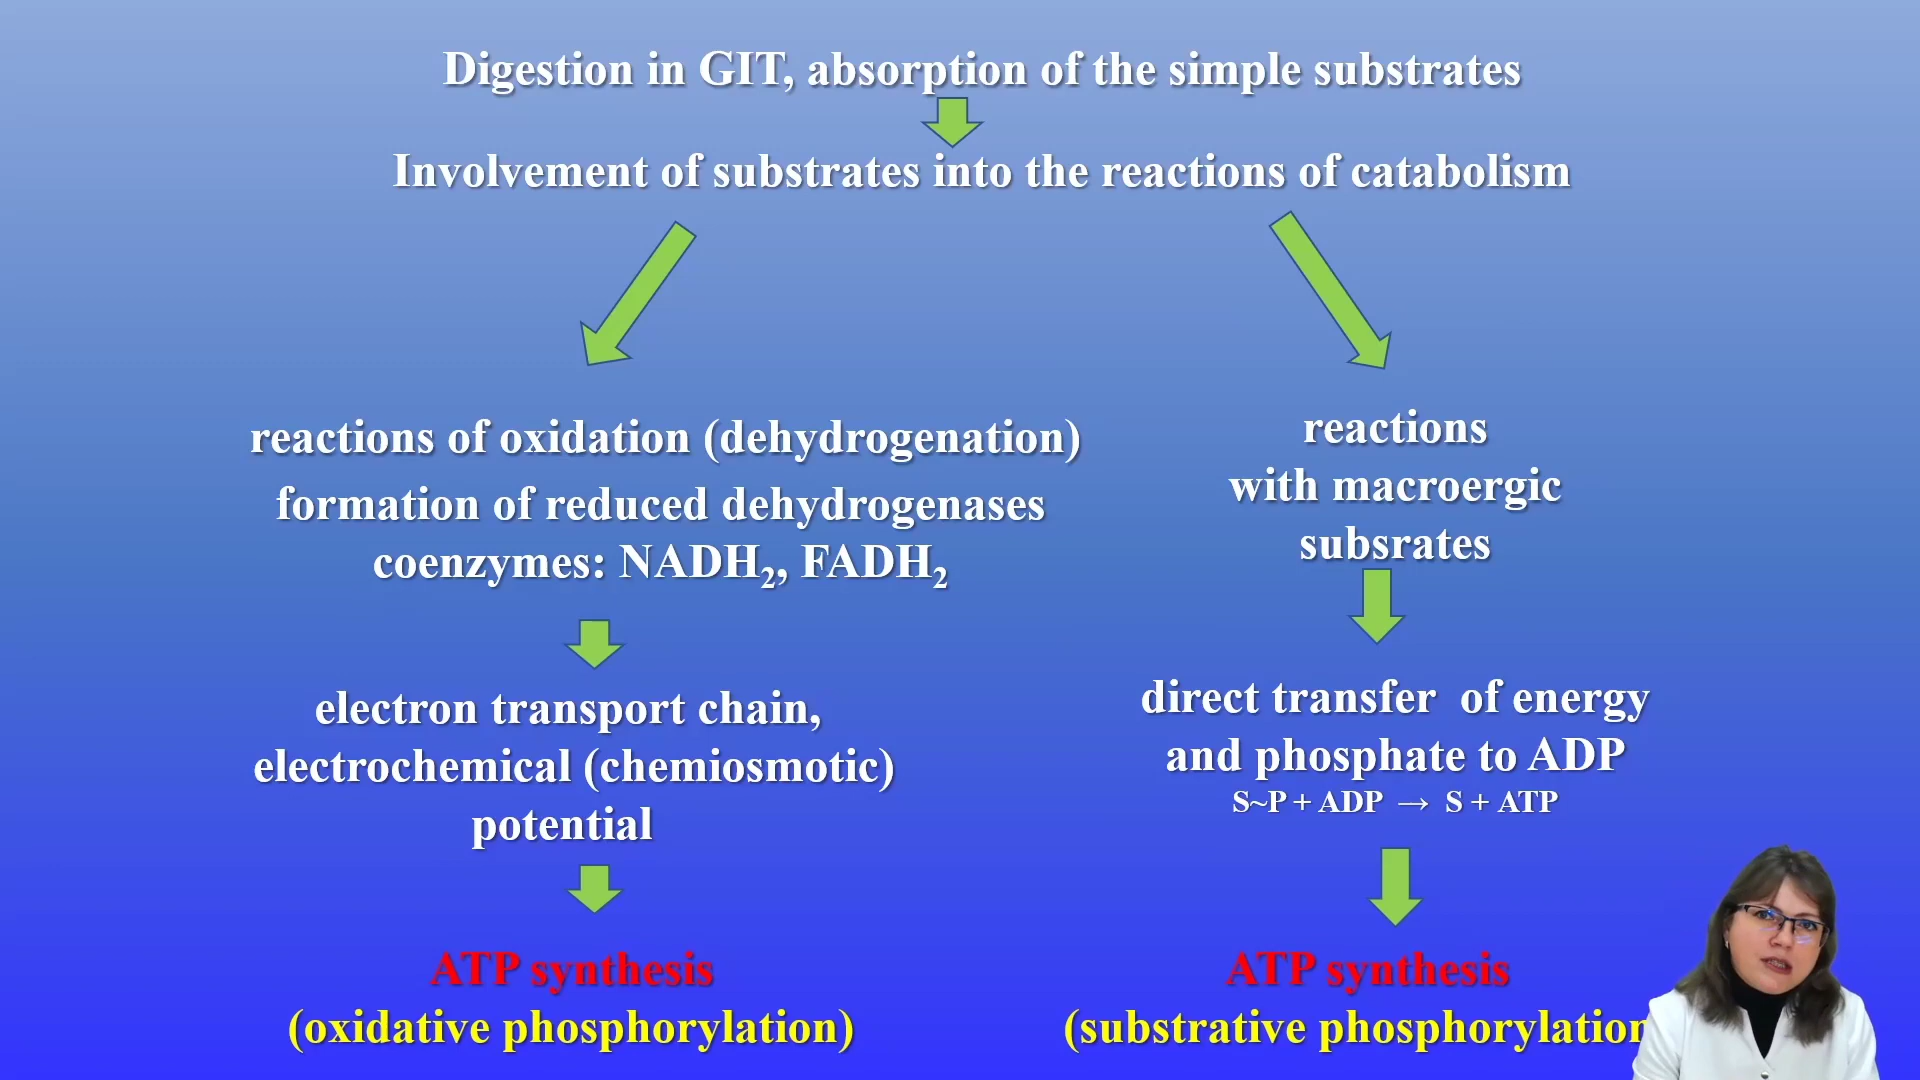 Digestion in GIT, absorption of the simple substrates
Involvement of substrates into the reactions of catabolism
reactions of oxidation (dehydrogenation)
formation of reduced dehydrogenases
coenzymes: NADH₂, FADH₂
electron transport chain,
electrochemical (chemiosmotic)
potential
ATP synthesis
(oxidative phosphorylation)
reactions
with macroergic
subsrates
direct transfer of energy
and phosphate to ADP
S~P + ADP → S + ATP
ATP synthesis
(substrative phosphorylation